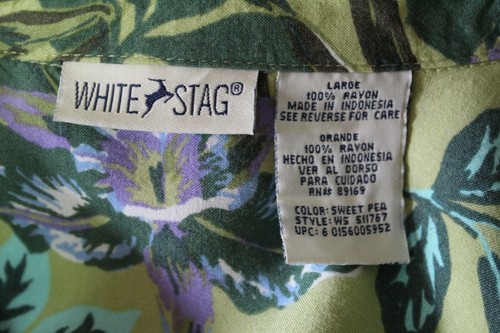 WHITE STAG®
LARGE
100% RAYON
MADE IN INDONESIA
SEE REVERSE FOR CARE
GRANDE
100% RAYON
HECHO EN INDONESIA
VER AL DORSO
PARA CUIDADO
RN# 89169
COLOR: SWEET PEA
STYLE: WS 511767
UPC: 6 0156005952